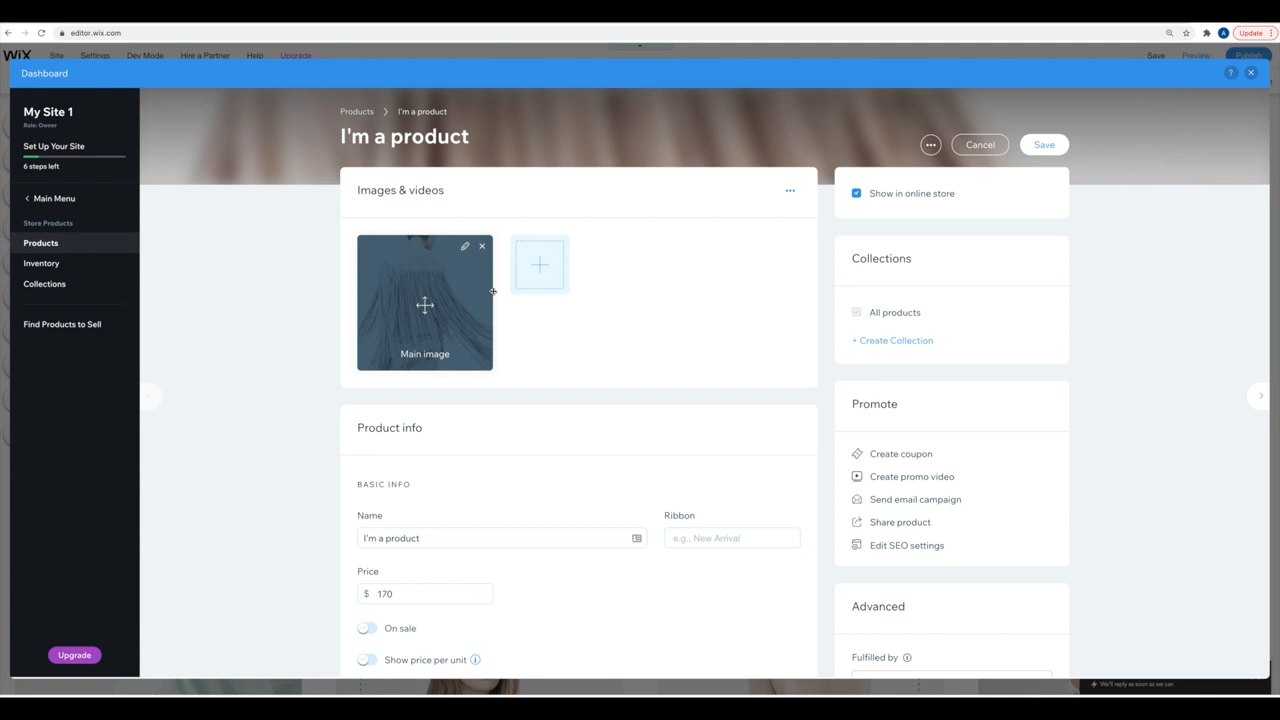 editor.wix.com
A
Update
WiX
Site
Settings
Dev Mode
Hire a Partner
Help
Upgrade
Save
Preview
Publish
Dashboard
?
My Site 1
Role: Owner
Set Up Your Site
6 steps left
Main Menu
Store Products
Products
Inventory
Collections
Find Products to Sell
Upgrade
Products > I'm a product
I'm a product
Cancel
Save
Images & videos
Main image
Product info
BASIC INFO
Name
I'm a product
Ribbon
e.g., New Arrival
Price
$ 170
On sale
Show price per unit
Show in online store
Collections
All products
+ Create Collection
Promote
Create coupon
Create promo video
Send email campaign
Share product
Edit SEO settings
Advanced
Fulfilled by
We'll reply as soon as we can